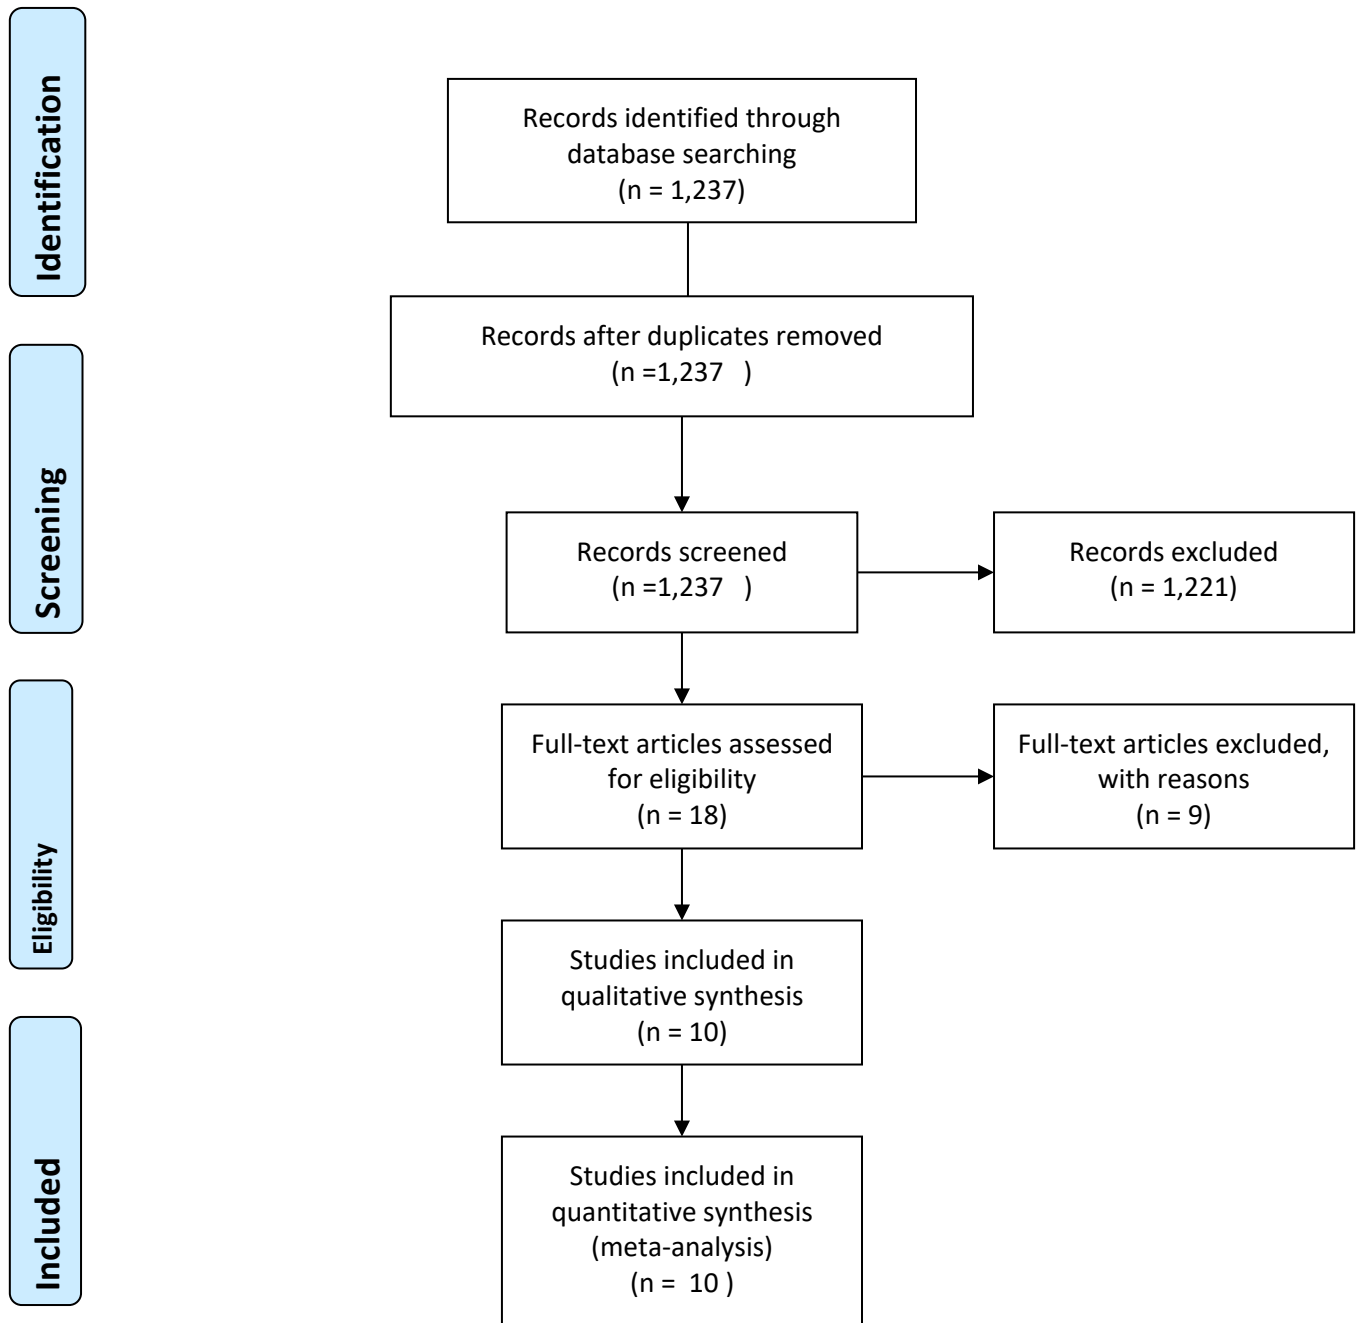 Identification
Records identified through
database searching
(n = 1,237)
Records after duplicates removed
(n =1,237   )
Screening
Records screened
(n =1,237   )
Records excluded
(n = 1,221)
Eligibility
Full-text articles assessed
for eligibility
(n = 18)
Full-text articles excluded,
with reasons
(n = 9)
Studies included in
qualitative synthesis
(n = 10)
Included
Studies included in
quantitative synthesis
(meta-analysis)
(n =  10 )